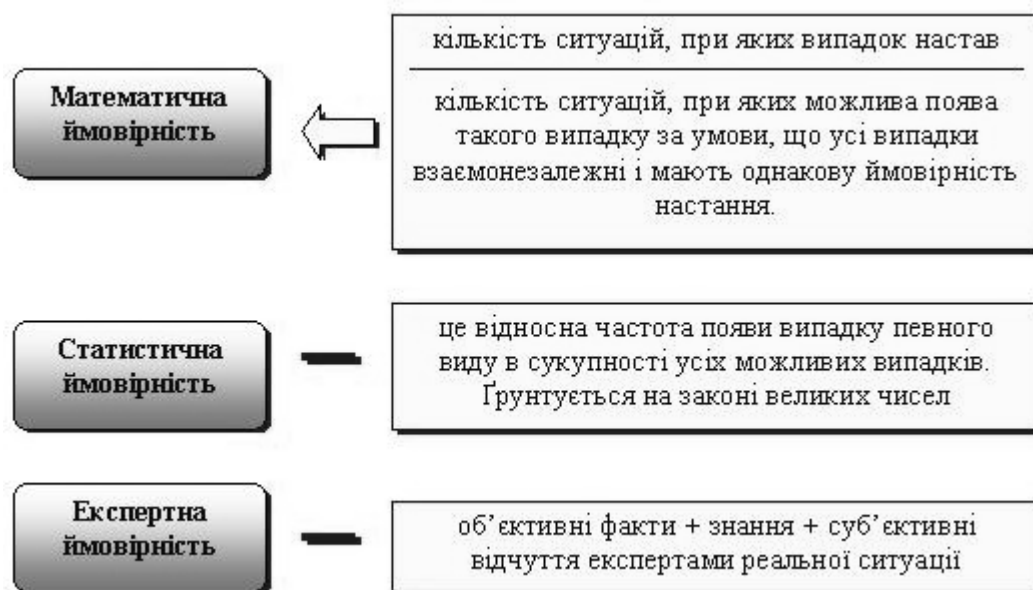 Математична
ймовірність
кількість ситуацій, при яких випадок настав
кількість ситуацій, при яких можлива поява
такого випадку за умови, що усі випадки
взаємонезалежні і мають однакову ймовірність
настання.
Статистична
ймовірність
це відносна частота появи випадку певного
виду в сукупності усіх можливих випадків.
Ґрунтується на законі великих чисел
Експертна
ймовірність
об’єктивні факти + знання + суб’єктивні
відчуття експертами реальної ситуації